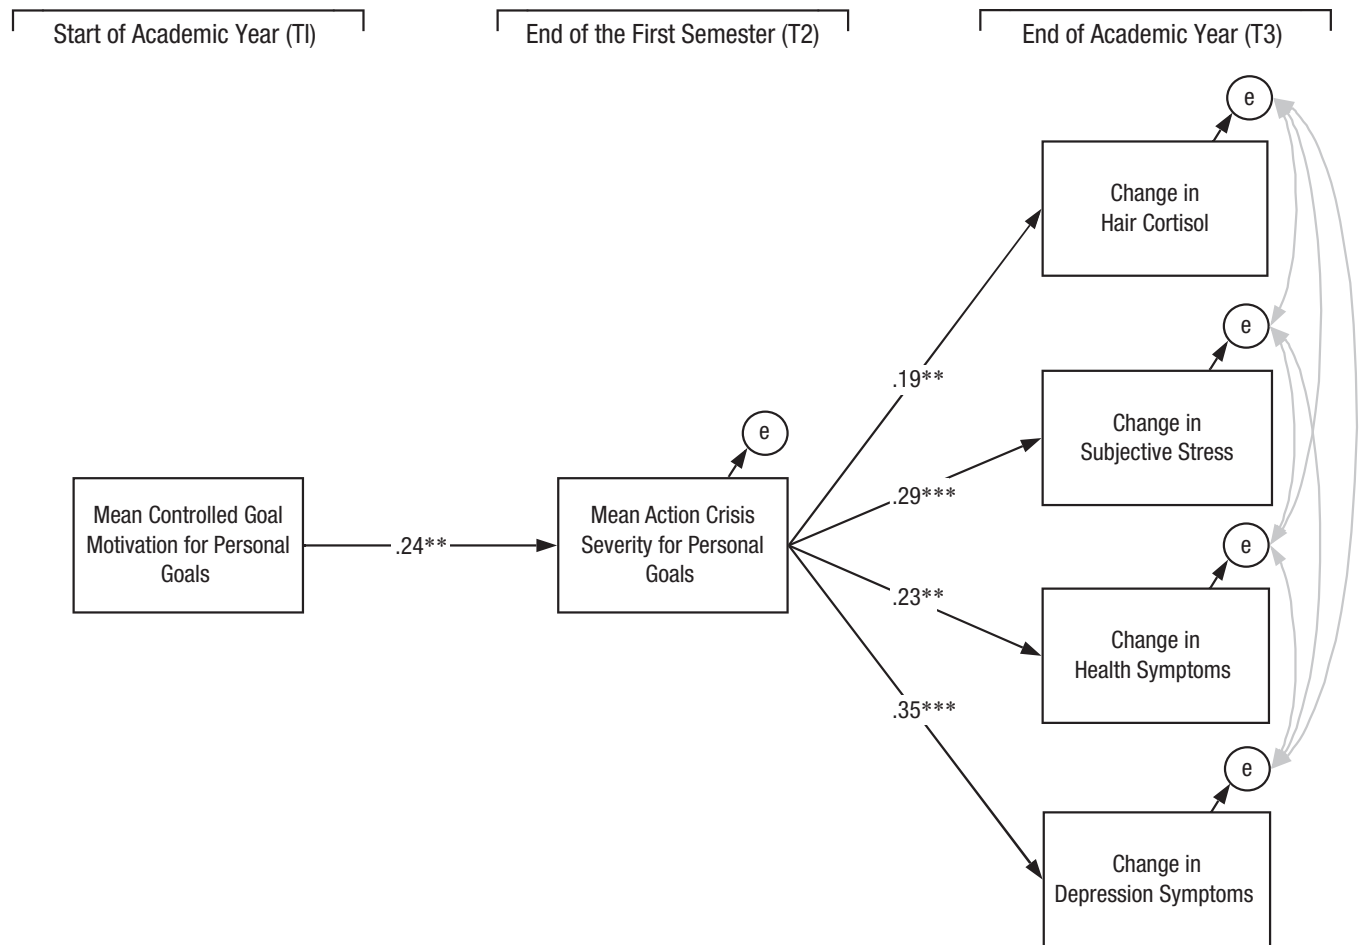 Start of Academic Year (TI)
End of the First Semester (T2)
End of Academic Year (T3)
e
Change in
Hair Cortisol
e
.19**
Change in
Subjective Stress
e
.29***
Mean Controlled Goal
Motivation for Personal
Goals
.24**
Mean Action Crisis
Severity for Personal
Goals
e
.23**
Change in
Health Symptoms
.35***
e
Change in
Depression Symptoms